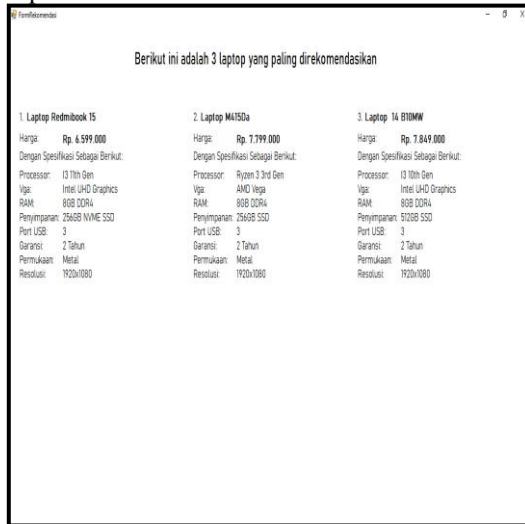 FormRekomendasi
Berikut ini adalah 3 laptop yang paling direkomendasikan
1. Laptop Redmibook 15
Harga: Rp. 6.599.000
Dengan Spesifikasi Sebagai Berikut:
Processor: I3 11th Gen
Vga: Intel UHD Graphics
RAM: 8GB DDR4
Penyimpanan: 256GB NVME SSD
Port USB: 3
Garansi: 2 Tahun
Permukaan: Metal
Resolusi: 1920x1080
2. Laptop M415Da
Harga: Rp. 7.799.000
Dengan Spesifikasi Sebagai Berikut:
Processor: Ryzen 3 3rd Gen
Vga: AMD Vega
RAM: 8GB DDR4
Penyimpanan: 256GB SSD
Port USB: 3
Garansi: 2 Tahun
Permukaan: Metal
Resolusi: 1920x1080
3. Laptop 14 B10MW
Harga: Rp. 7.849.000
Dengan Spesifikasi Sebagai Berikut:
Processor: I3 10th Gen
Vga: Intel UHD Graphics
RAM: 8GB DDR4
Penyimpanan: 512GB SSD
Port USB: 3
Garansi: 2 Tahun
Permukaan: Metal
Resolusi: 1920x1080